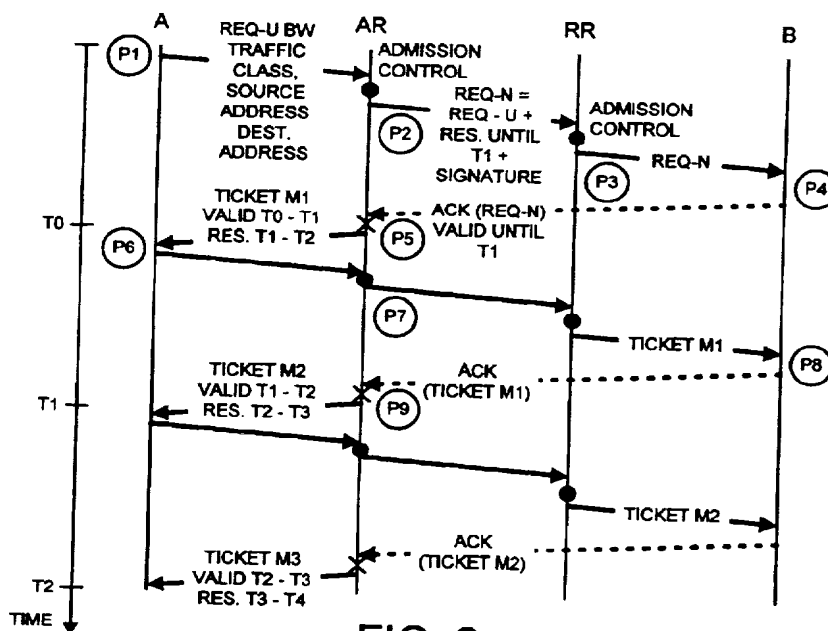 A
AR
RR
B
P1
REQ-U BW
TRAFFIC
CLASS,
SOURCE
ADDRESS
DEST.
ADDRESS
ADMISSION
CONTROL
P2
REQ-N =
REQ - U +
RES. UNTIL
T1 +
SIGNATURE
ADMISSION
CONTROL
P3
REQ-N
P4
T0
TICKET M1
VALID T0 - T1
RES. T1 - T2
P5
ACK (REQ-N)
VALID UNTIL
T1
P6
P7
TICKET M1
P8
T1
TICKET M2
VALID T1 - T2
RES. T2 - T3
P9
ACK
(TICKET M1)
TICKET M2
T2
TICKET M3
VALID T2 - T3
RES. T3 - T4
ACK
(TICKET M2)
TIME